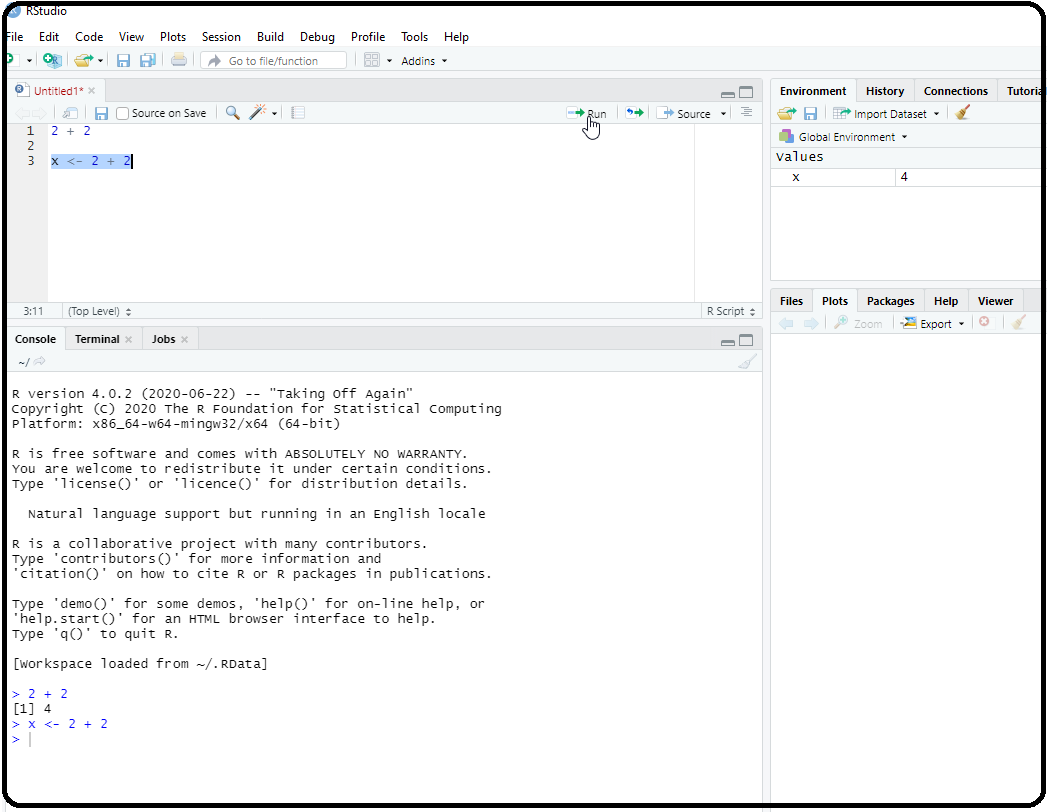 RStudio
File Edit Code View Plots Session Build Debug Profile Tools Help
Go to file/function Addins
Untitled1*
Source on Save Run Source
1 2 + 2
2
3 x <- 2 + 2
3:11 (Top Level) R Script
Console Terminal Jobs
~/
R version 4.0.2 (2020-06-22) -- "Taking Off Again"
Copyright (C) 2020 The R Foundation for Statistical Computing
Platform: x86_64-w64-mingw32/x64 (64-bit)
R is free software and comes with ABSOLUTELY NO WARRANTY.
You are welcome to redistribute it under certain conditions.
Type 'license()' or 'licence()' for distribution details.
Natural language support but running in an English locale
R is a collaborative project with many contributors.
Type 'contributors()' for more information and
'citation()' on how to cite R or R packages in publications.
Type 'demo()' for some demos, 'help()' for on-line help, or
'help.start()' for an HTML browser interface to help.
Type 'q()' to quit R.
[Workspace loaded from ~/.RData]
> 2 + 2
[1] 4
> x <- 2 + 2
>
Environment History Connections Tutoria
Import Dataset
Global Environment
Values
x 4
Files Plots Packages Help Viewer
Zoom Export